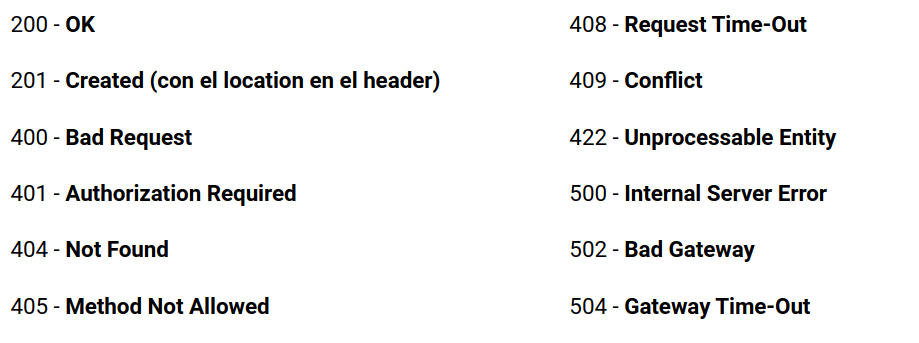 200 - OK
201 - Created (con el location en el header)
400 - Bad Request
401 - Authorization Required
404 - Not Found
405 - Method Not Allowed
408 - Request Time-Out
409 - Conflict
422 - Unprocessable Entity
500 - Internal Server Error
502 - Bad Gateway
504 - Gateway Time-Out